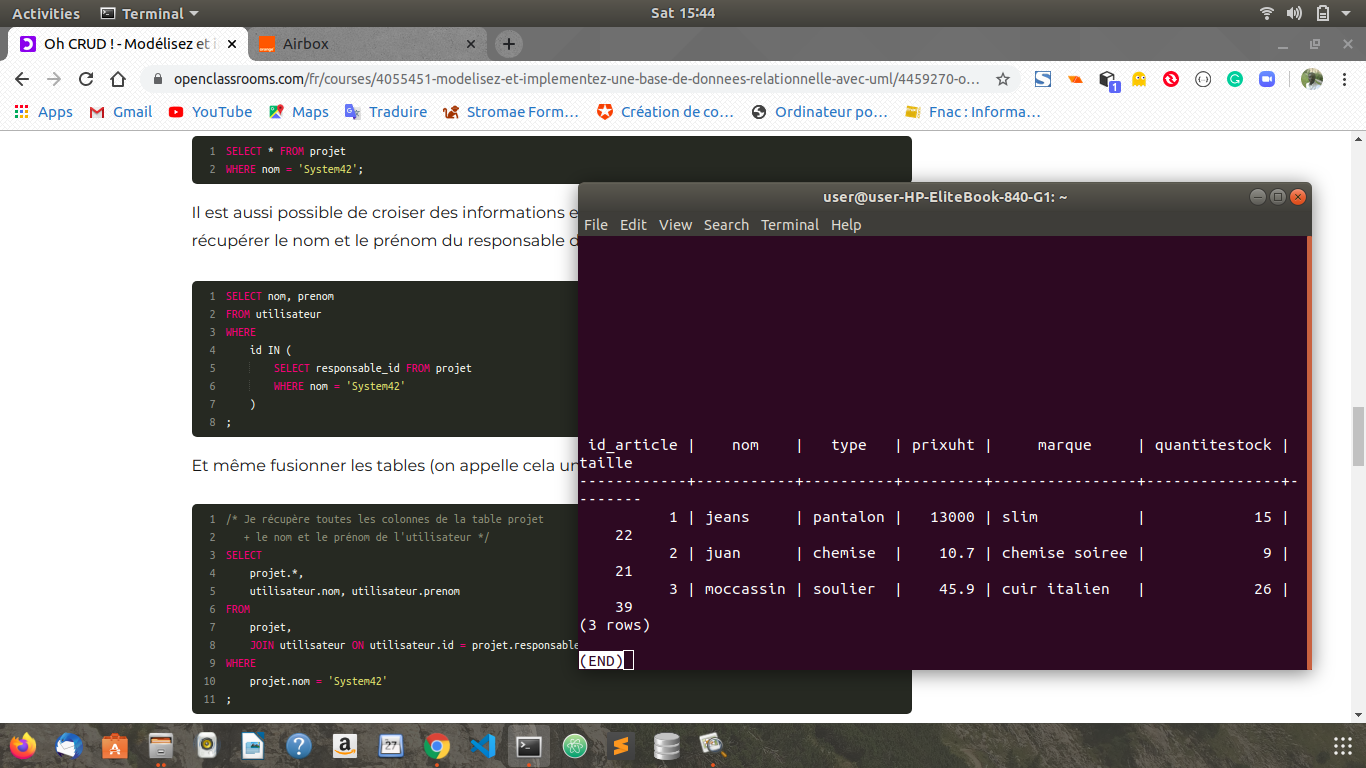 Activities Terminal Sat 15:44
Oh CRUD ! - Modélisez et i Airbox
openclassrooms.com/fr/courses/4055451-modelisez-et-implementez-une-base-de-donnees-relationnelle-avec-uml/4459270-o…
Apps Gmail YouTube Maps Traduire Stromae Form… Création de co… Ordinateur po… Fnac : Informa…
1 SELECT * FROM projet
2 WHERE nom = 'System42';
Il est aussi possible de croiser des informations e
récupérer le nom et le prénom du responsable d
1 SELECT nom, prenom
2 FROM utilisateur
3 WHERE
4 id IN (
5 SELECT responsable_id FROM projet
6 WHERE nom = 'System42'
7 )
8 ;
Et même fusionner les tables (on appelle cela un
1 /* Je récupère toutes les colonnes de la table projet
2 + le nom et le prénom de l'utilisateur */
3 SELECT
4 projet.*,
5 utilisateur.nom, utilisateur.prenom
6 FROM
7 projet,
8 JOIN utilisateur ON utilisateur.id = projet.responsable
9 WHERE
10 projet.nom = 'System42'
11 ;
user@user-HP-EliteBook-840-G1: ~
File Edit View Search Terminal Help
id_article | nom | type | prixuht | marque | quantitestock |
taille
------------+-----------+----------+---------+----------------+---------------+-
-------
1 | jeans | pantalon | 13000 | slim | 15 |
22
2 | juan | chemise | 10.7 | chemise soiree | 9 |
21
3 | moccassin | soulier | 45.9 | cuir italien | 26 |
39
(3 rows)
(END)